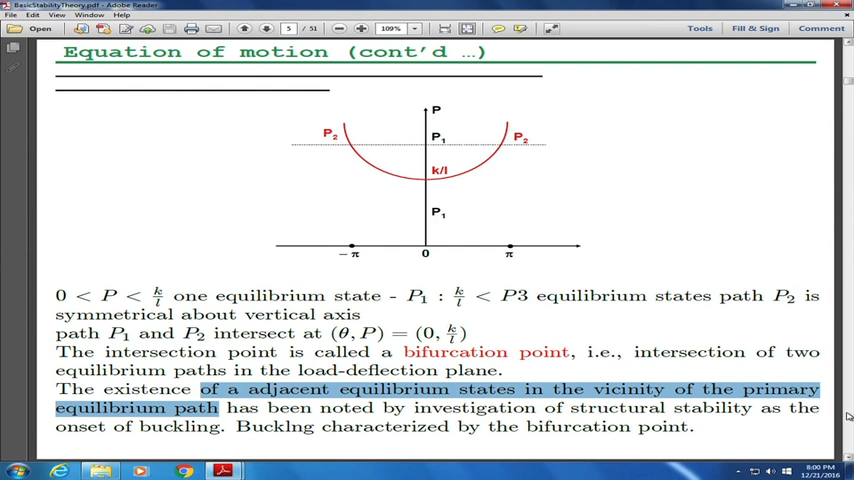 BasicStabilityTheory.pdf - Adobe Reader
File Edit View Window Help
Open 5 / 51 109% Tools Fill & Sign Comment
Equation of motion (cont'd ...)
P
P2 P1 P2
k/l
P1
−π 0 π
0 < P < k/l one equilibrium state - P1 : k/l < P3 equilibrium states path P2 is
symmetrical about vertical axis
path P1 and P2 intersect at (θ, P) = (0, k/l)
The intersection point is called a bifurcation point, i.e., intersection of two
equilibrium paths in the load-deflection plane.
The existence of a adjacent equilibrium states in the vicinity of the primary
equilibrium path has been noted by investigation of structural stability as the
onset of buckling. Bucklng characterized by the bifurcation point.
8:00 PM
12/21/2016